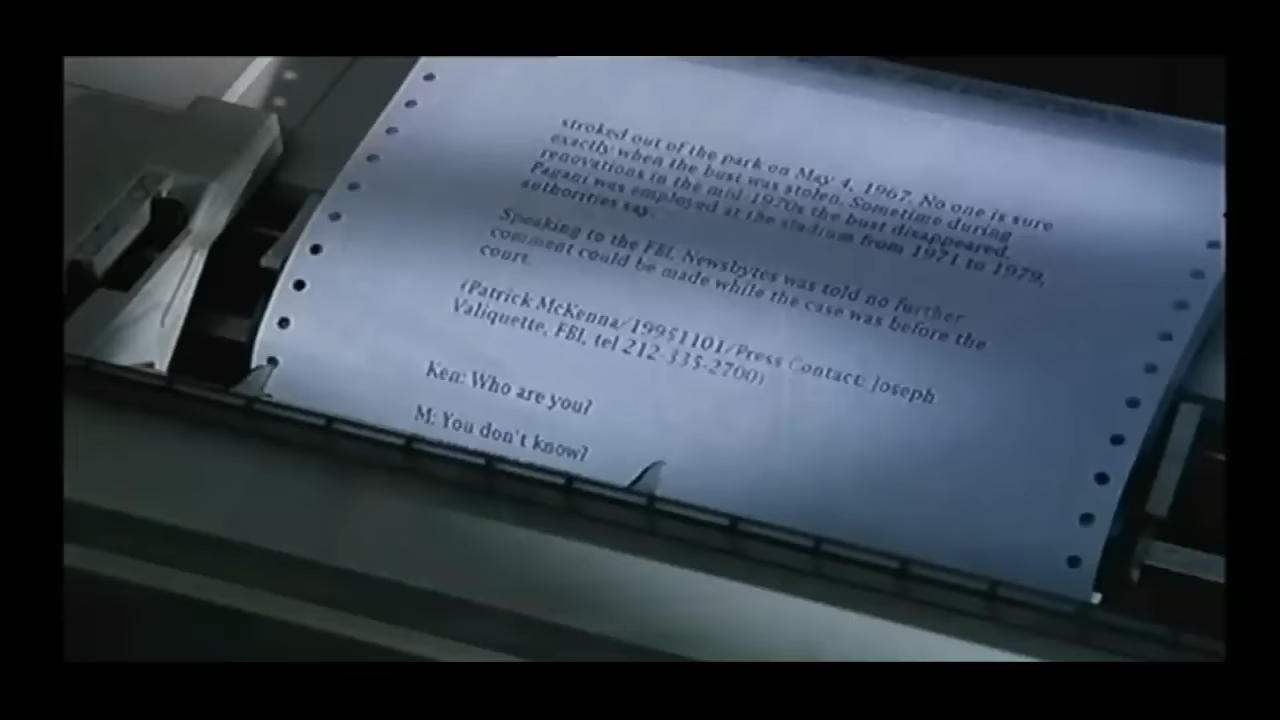 stroked out of the park on May 4, 1967. No one is sure
exactly when the bust was stolen. Sometime during
renovations in the mid 1970s the bust disappeared.
Pagani was employed at the stadium from 1971 to 1979,
authorities say.
Speaking to the FBI, Newsbytes was told no further
comment could be made while the case was before the
court.
(Patrick McKenna/19951101/Press Contact: Joseph
Valiquette, FBI, tel 212-335-2700)
Ken: Who are you?
M: You don't know?